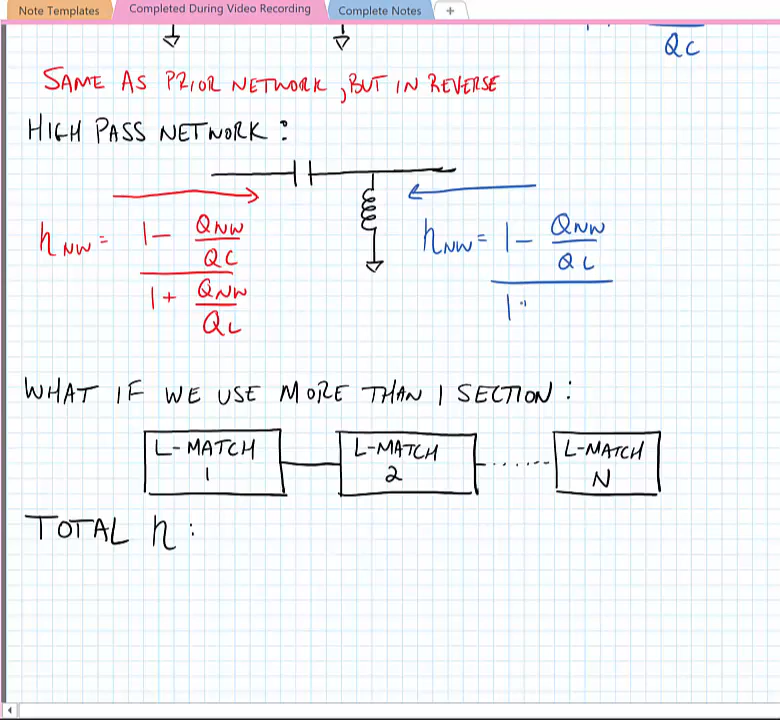 Note Templates Completed During Video Recording Complete Notes +
QC
SAME AS PRIOR NETWORK, BUT IN REVERSE
HIGH PASS NETWORK:
hNW = 1 - QNW/QC
1 + QNW/QL
hNW = 1 - QNW/QL
1
WHAT IF WE USE MORE THAN 1 SECTION:
L-MATCH 1 L-MATCH 2 ...... L-MATCH N
TOTAL h: